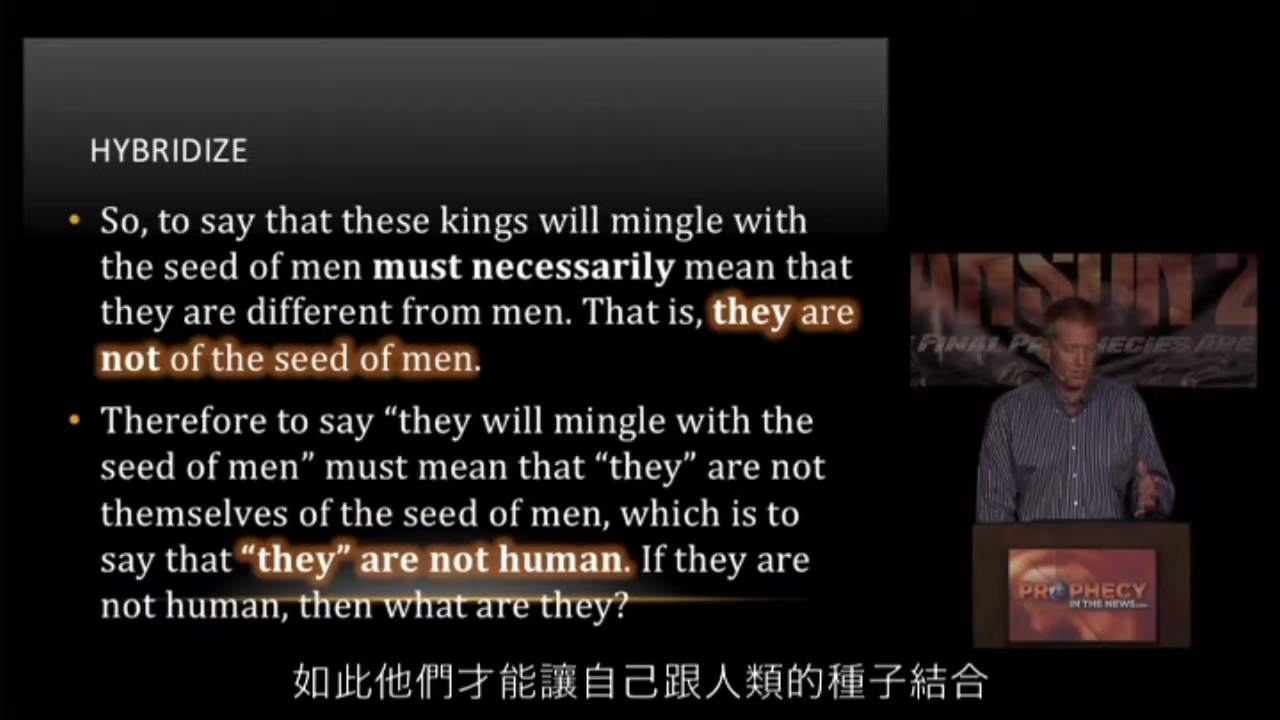 HYBRIDIZE
• So, to say that these kings will mingle with
the seed of men must necessarily mean that
they are different from men. That is, they are
not of the seed of men.
• Therefore to say “they will mingle with the
seed of men” must mean that “they” are not
themselves of the seed of men, which is to
say that “they” are not human. If they are
not human, then what are they?
FINAL PROPHECIES ARE
PROPHECY
IN THE NEWS.com
如此他們才能讓自己跟人類的種子結合